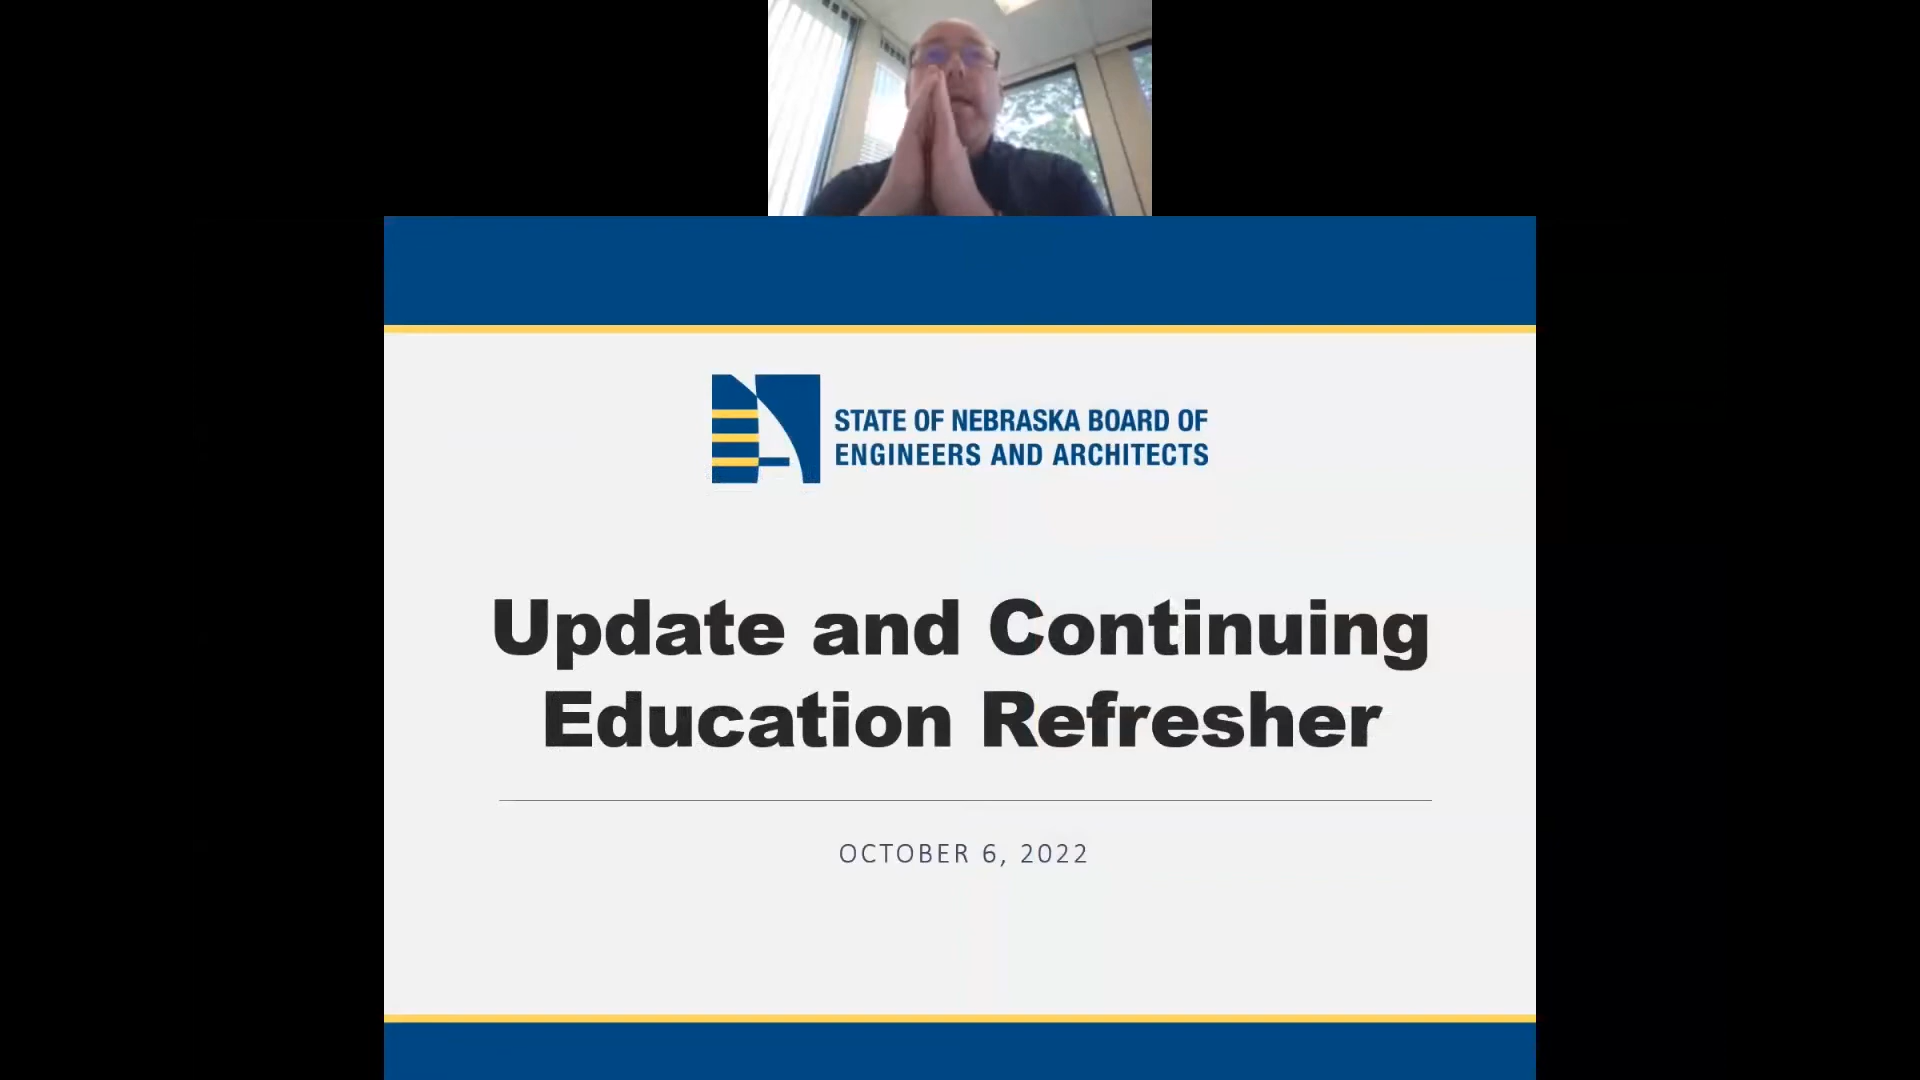 STATE OF NEBRASKA BOARD OF
ENGINEERS AND ARCHITECTS
Update and Continuing
Education Refresher
OCTOBER 6, 2022